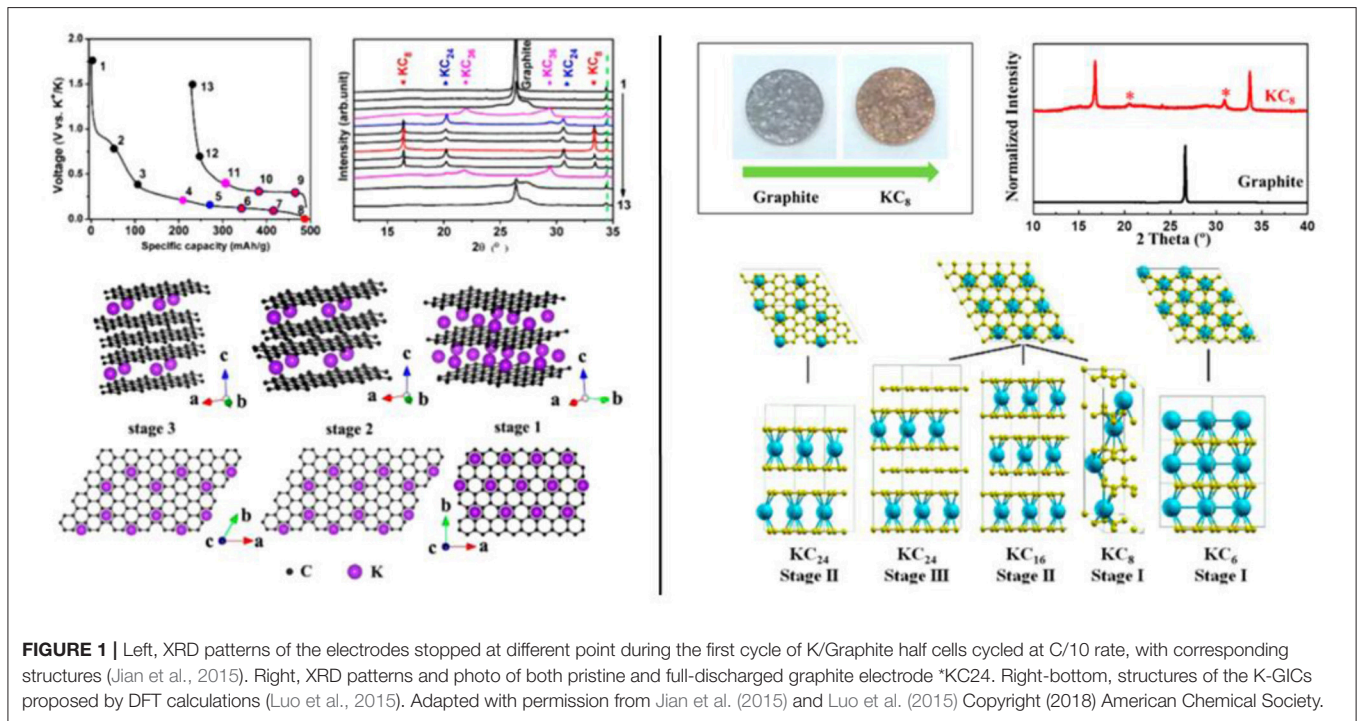 2.0
1.5
1.0
0.5
0.0
Voltage (V vs. K⁺/K)
1
2
3
4
5
6
7
8
9
10
11
12
13
0 100 200 300 400 500
Specific capacity (mAh/g)
Intensity (arb.unit)
* KC₈
* KC₂₄
* KC₃₆
Graphite
* KC₃₆
* KC₂₄
* KC₈
1
13
15 20 25 30
2θ (°)
c
a
b
c
a
b
c
a
b
stage 3
stage 2
stage 1
b
c
a
b
c
a
b
c
a
C
K
Graphite
KC₈
Normalized Intensity
* *
KC₈
Graphite
10 15 20 25 30 35 40
2 Theta (º)
KC₂₄
Stage II
KC₂₄
Stage III
KC₁₆
Stage II
KC₈
Stage I
KC₆
Stage I
FIGURE 1 | Left, XRD patterns of the electrodes stopped at different point during the first cycle of K/Graphite half cells cycled at C/10 rate, with corresponding
structures (Jian et al., 2015). Right, XRD patterns and photo of both pristine and full-discharged graphite electrode *KC24. Right-bottom, structures of the K-GICs
proposed by DFT calculations (Luo et al., 2015). Adapted with permission from Jian et al. (2015) and Luo et al. (2015) Copyright (2018) American Chemical Society.